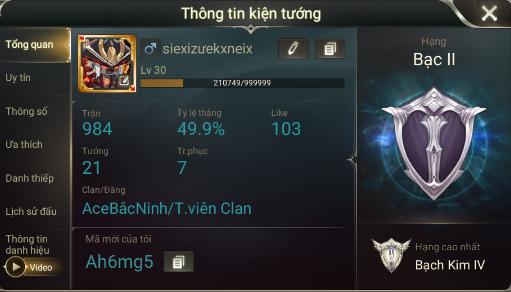 Thông tin kiện tướng
Tổng quan
Uy tín
Thông số
Ưa thích
Danh thiếp
Lịch sử đấu
Thông tin
danh hiệu
Video
siexizưekxneix
Lv 30
210749/999999
Trận
Tỷ lệ thắng
Like
984
49.9%
103
Tướng
Tr.phục
21
7
Clan/Đăng
AceBắcNinh/T.viên Clan
Mã mời của tôi
Ah6mg5
Hạng
Bạc II
Hạng cao nhất
Bạch Kim IV